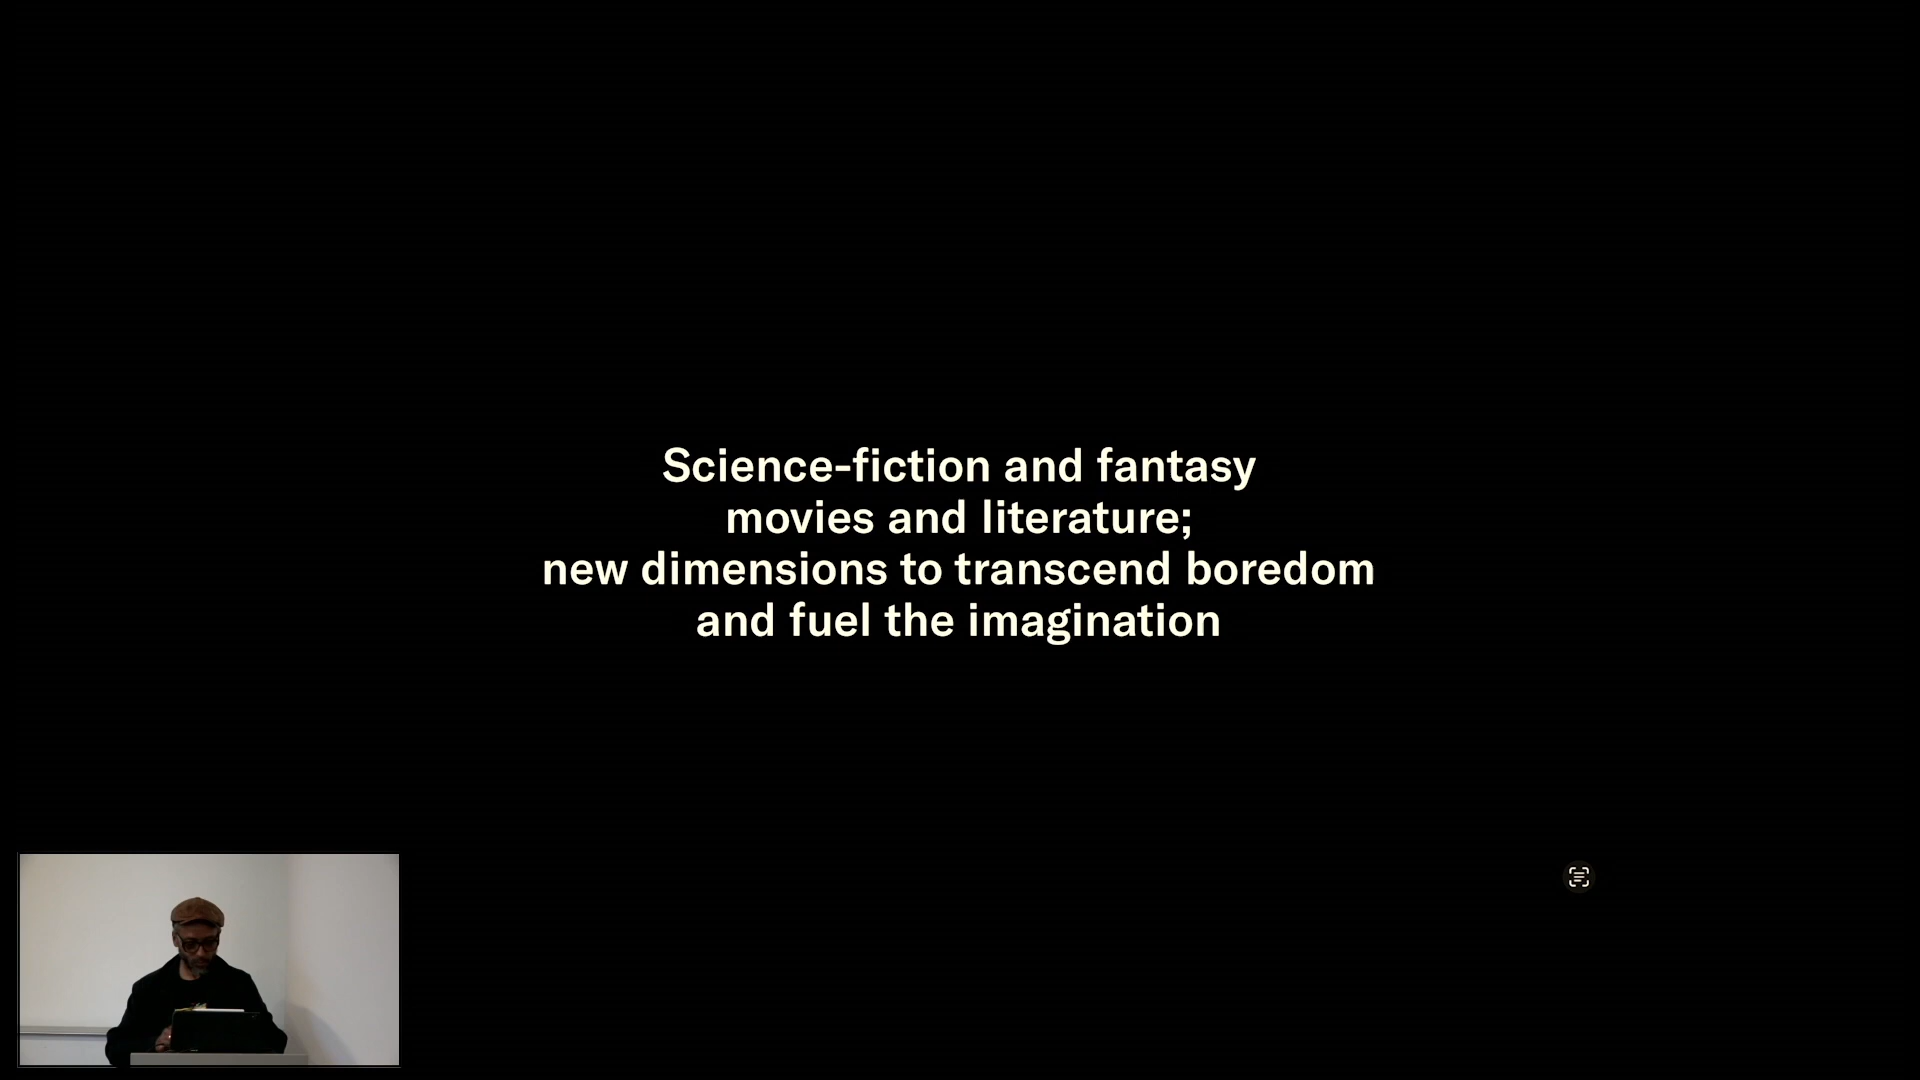 Science-fiction and fantasy
movies and literature;
new dimensions to transcend boredom
and fuel the imagination